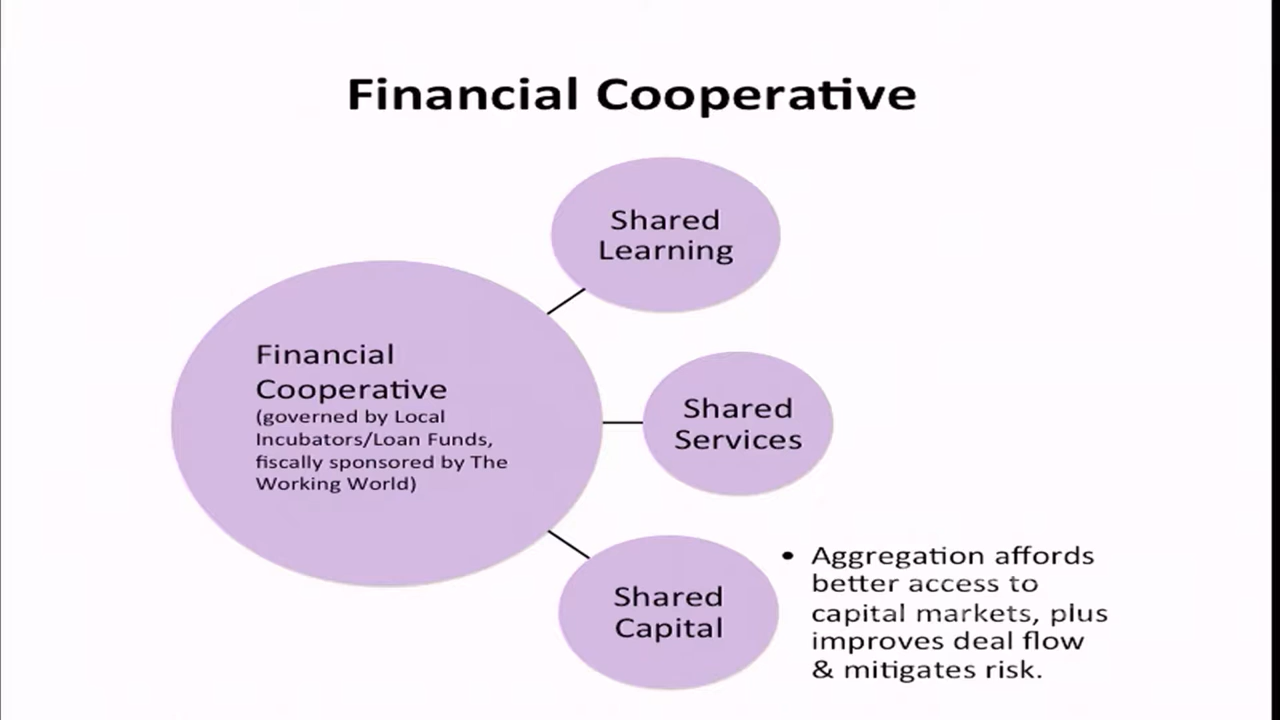 Financial Cooperative
Shared
Learning
Financial
Cooperative
(governed by Local
Incubators/Loan Funds,
fiscally sponsored by The
Working World)
Shared
Services
Shared
Capital
• Aggregation affords
better access to
capital markets, plus
improves deal flow
& mitigates risk.